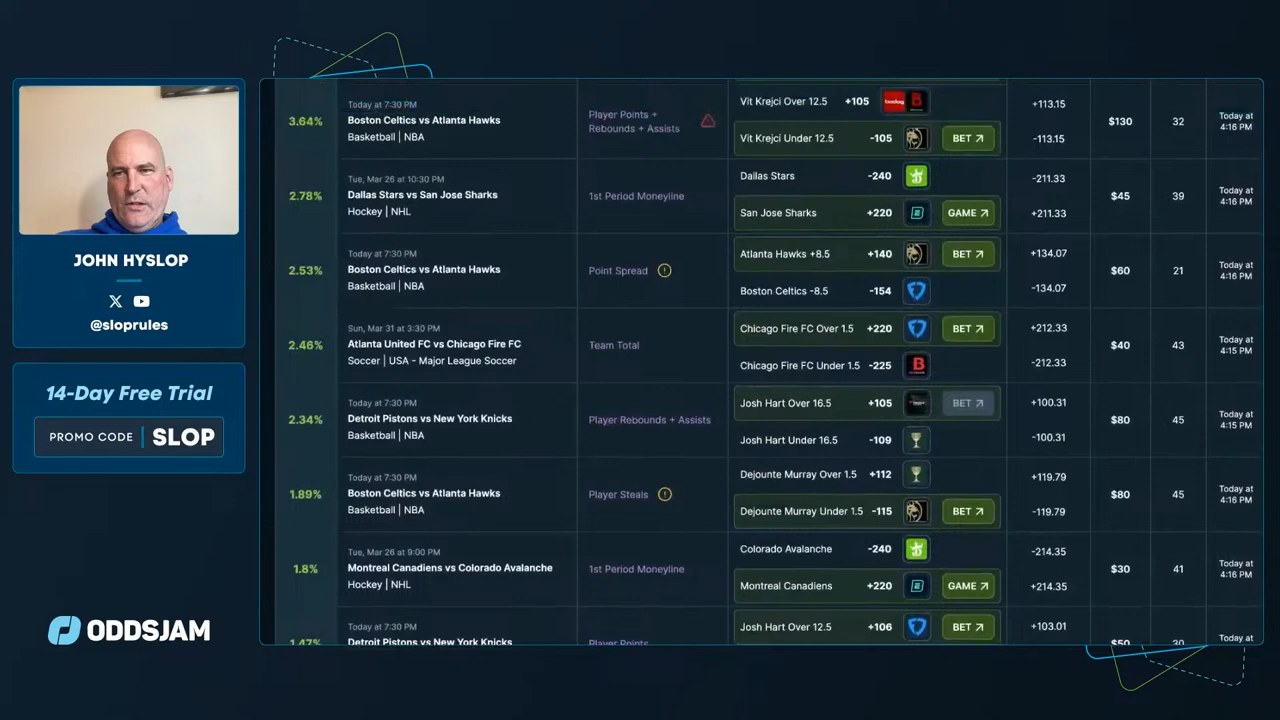 JOHN HYSLOP
@sloprules
14-Day Free Trial
PROMO CODE | SLOP
ODDSJAM
3.64%
Today at 7:30 PM
Boston Celtics vs Atlanta Hawks
Basketball | NBA
Player Points +
Rebounds + Assists
Vit Krejci Over 12.5 +105
bodog B
Vit Krejci Under 12.5 -105
BET
+113.15
-113.15
$130
32
Today at
4:16 PM
2.78%
Tue, Mar 26 at 10:30 PM
Dallas Stars vs San Jose Sharks
Hockey | NHL
1st Period Moneyline
Dallas Stars -240
San Jose Sharks +220
GAME
-211.33
+211.33
$45
39
Today at
4:16 PM
2.53%
Today at 7:30 PM
Boston Celtics vs Atlanta Hawks
Basketball | NBA
Point Spread
Atlanta Hawks +8.5 +140
BET
Boston Celtics -8.5 -154
+134.07
-134.07
$60
21
Today at
4:16 PM
2.46%
Sun, Mar 31 at 3:30 PM
Atlanta United FC vs Chicago Fire FC
Soccer | USA - Major League Soccer
Team Total
Chicago Fire FC Over 1.5 +220
BET
Chicago Fire FC Under 1.5 -225
B
+212.33
-212.33
$40
43
Today at
4:15 PM
2.34%
Today at 7:30 PM
Detroit Pistons vs New York Knicks
Basketball | NBA
Player Rebounds + Assists
Josh Hart Over 16.5 +105
BET
Josh Hart Under 16.5 -109
+100.31
-100.31
$80
45
Today at
4:15 PM
1.89%
Today at 7:30 PM
Boston Celtics vs Atlanta Hawks
Basketball | NBA
Player Steals
Dejounte Murray Over 1.5 +112
Dejounte Murray Under 1.5 -115
BET
+119.79
-119.79
$80
45
Today at
4:16 PM
1.8%
Tue, Mar 26 at 9:00 PM
Montreal Canadiens vs Colorado Avalanche
Hockey | NHL
1st Period Moneyline
Colorado Avalanche -240
Montreal Canadiens +220
GAME
-214.35
+214.35
$30
41
Today at
4:16 PM
1.47%
Today at 7:30 PM
Detroit Pistons vs New York Knicks
Player Points
Josh Hart Over 12.5 +106
BET
+103.01
$50
30
Today at